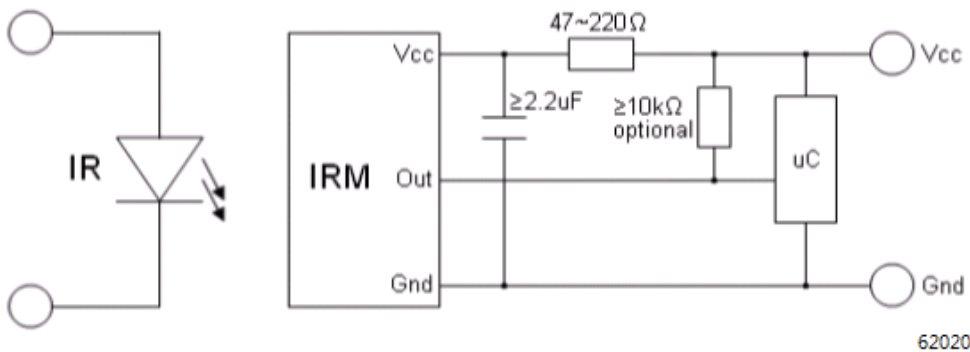 47~220Ω
Vcc
Vcc
≥2.2uF
≥10kΩ
optional
IR
IRM
Out
uC
Gnd
Gnd
62020